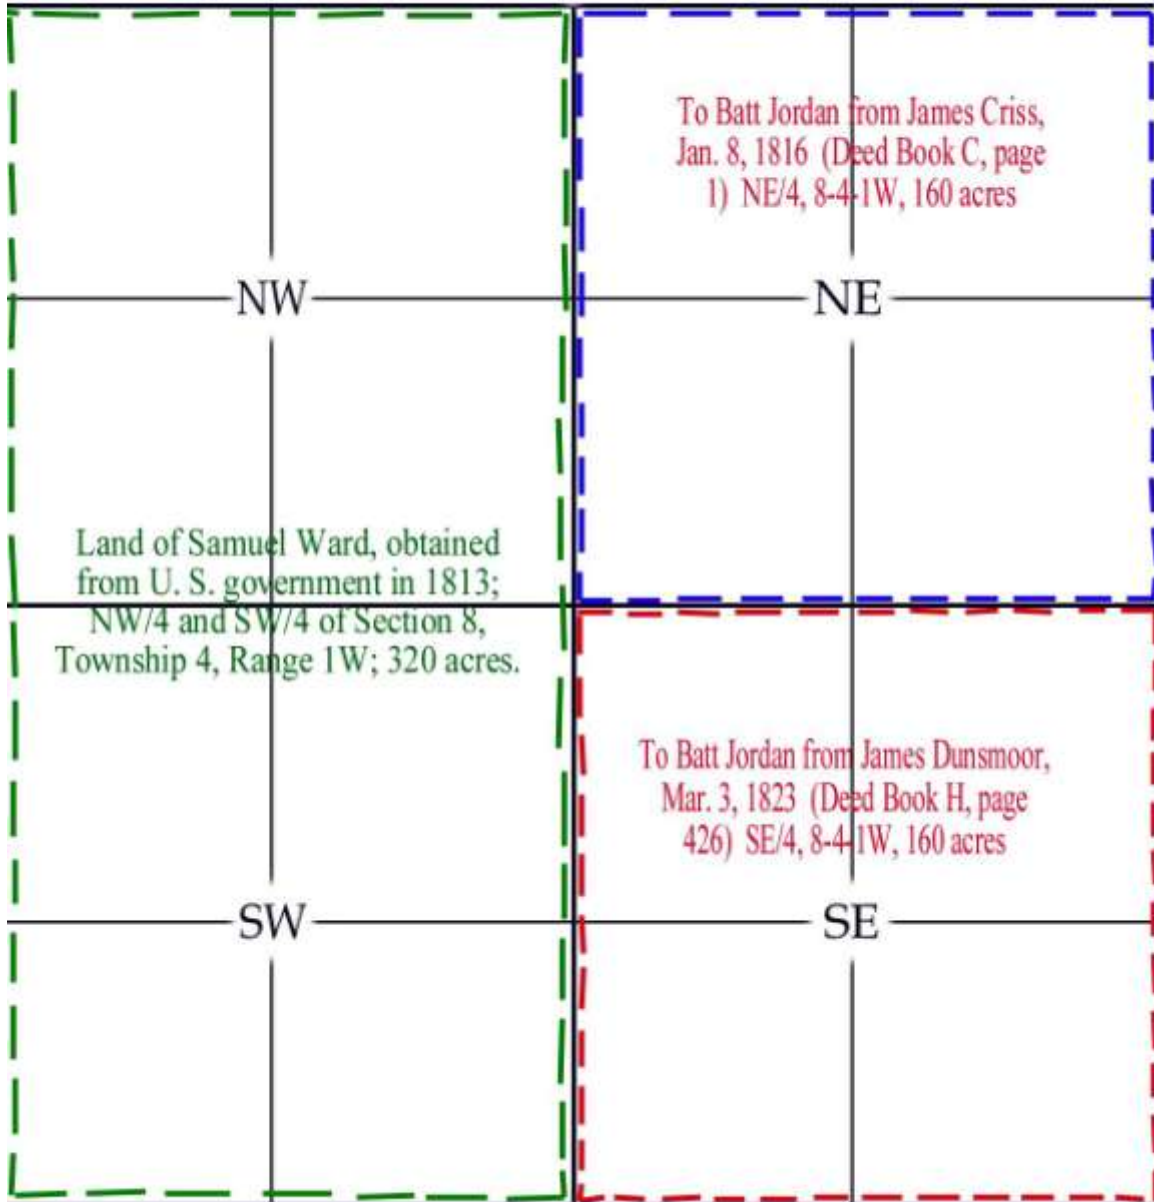 To Batt Jordan from James Criss,
Jan. 8, 1816 (Deed Book C, page
1) NE/4, 8-4-1W, 160 acres
NW
NE
Land of Samuel Ward, obtained
from U. S. government in 1813;
NW/4 and SW/4 of Section 8,
Township 4, Range 1W; 320 acres.
To Batt Jordan from James Dunsmoor,
Mar. 3, 1823 (Deed Book H, page
426) SE/4, 8-4-1W, 160 acres
SW
SE